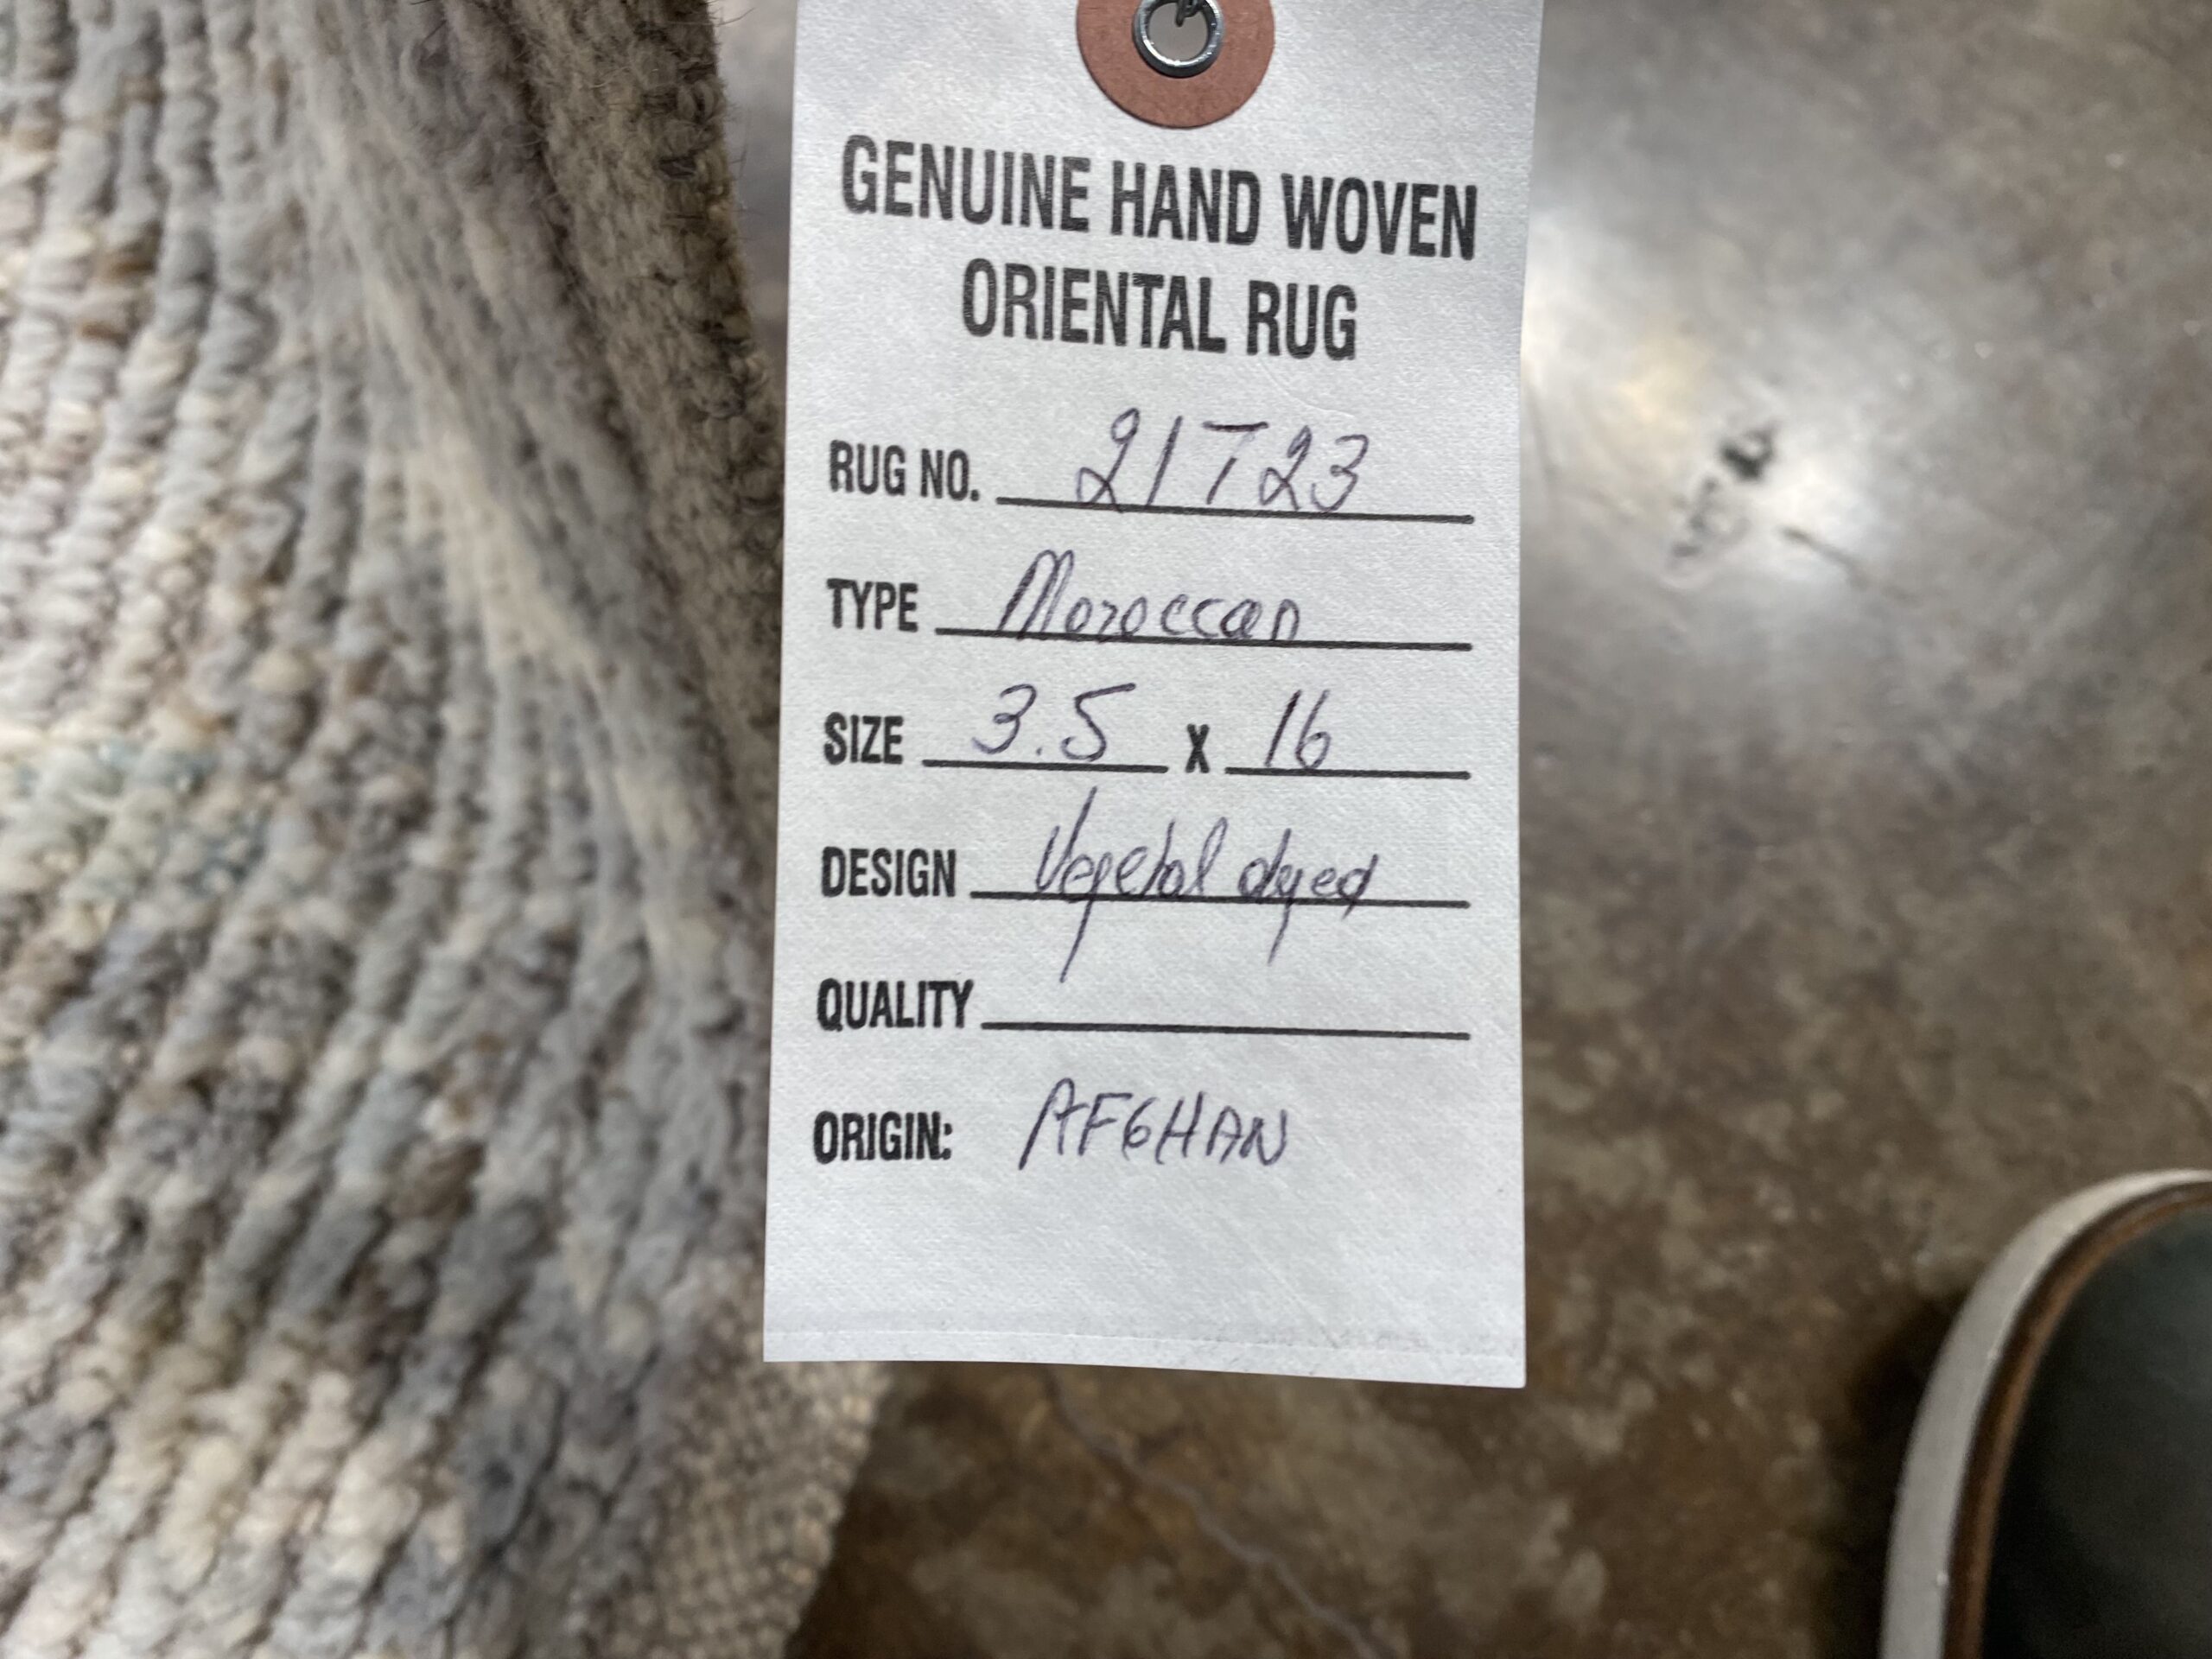 GENUINE HAND WOVEN
ORIENTAL RUG
RUG NO. 21T23
TYPE Moroccan
SIZE 3.5 X 16
DESIGN Vegetal dyed
QUALITY
ORIGIN: AFGHAN